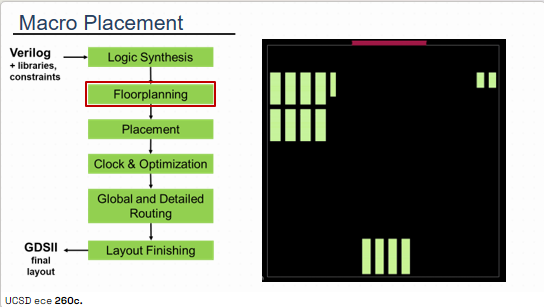 Macro Placement
Verilog
+ libraries,
constraints
Logic Synthesis
Floorplanning
Placement
Clock & Optimization
Global and Detailed
Routing
GDSII
final
layout
Layout Finishing
UCSD ece 260c.